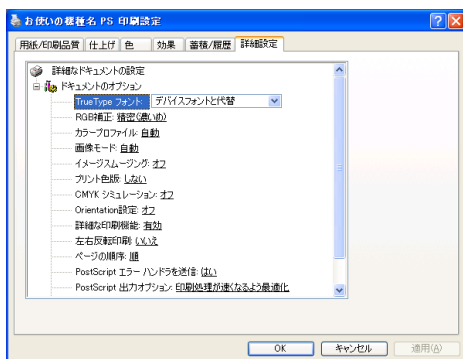 お使いの機種名 PS 印刷設定
用紙/印刷品質 仕上げ 色 効果 蓄積/履歴 詳細設定
詳細なドキュメントの設定
ドキュメントのオプション
TrueType フォント: デバイスフォントと代替
RGB補正: 精密(濃いめ)
カラープロファイル: 自動
画像モード: 自動
イメージスムージング: オフ
プリント色版: しない
CMYK シミュレーション: オフ
Orientation設定: オフ
詳細な印刷機能: 有効
左右反転印刷: いいえ
ページの順序: 順
PostScript エラー ハンドラを送信: はい
PostScript 出力オプション: 印刷処理が速くなるよう最適化
OK キャンセル 適用(A)